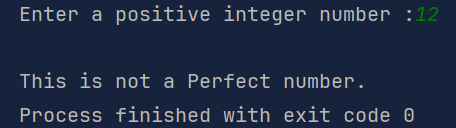 Enter a positive integer number :12
This is not a Perfect number.
Process finished with exit code 0